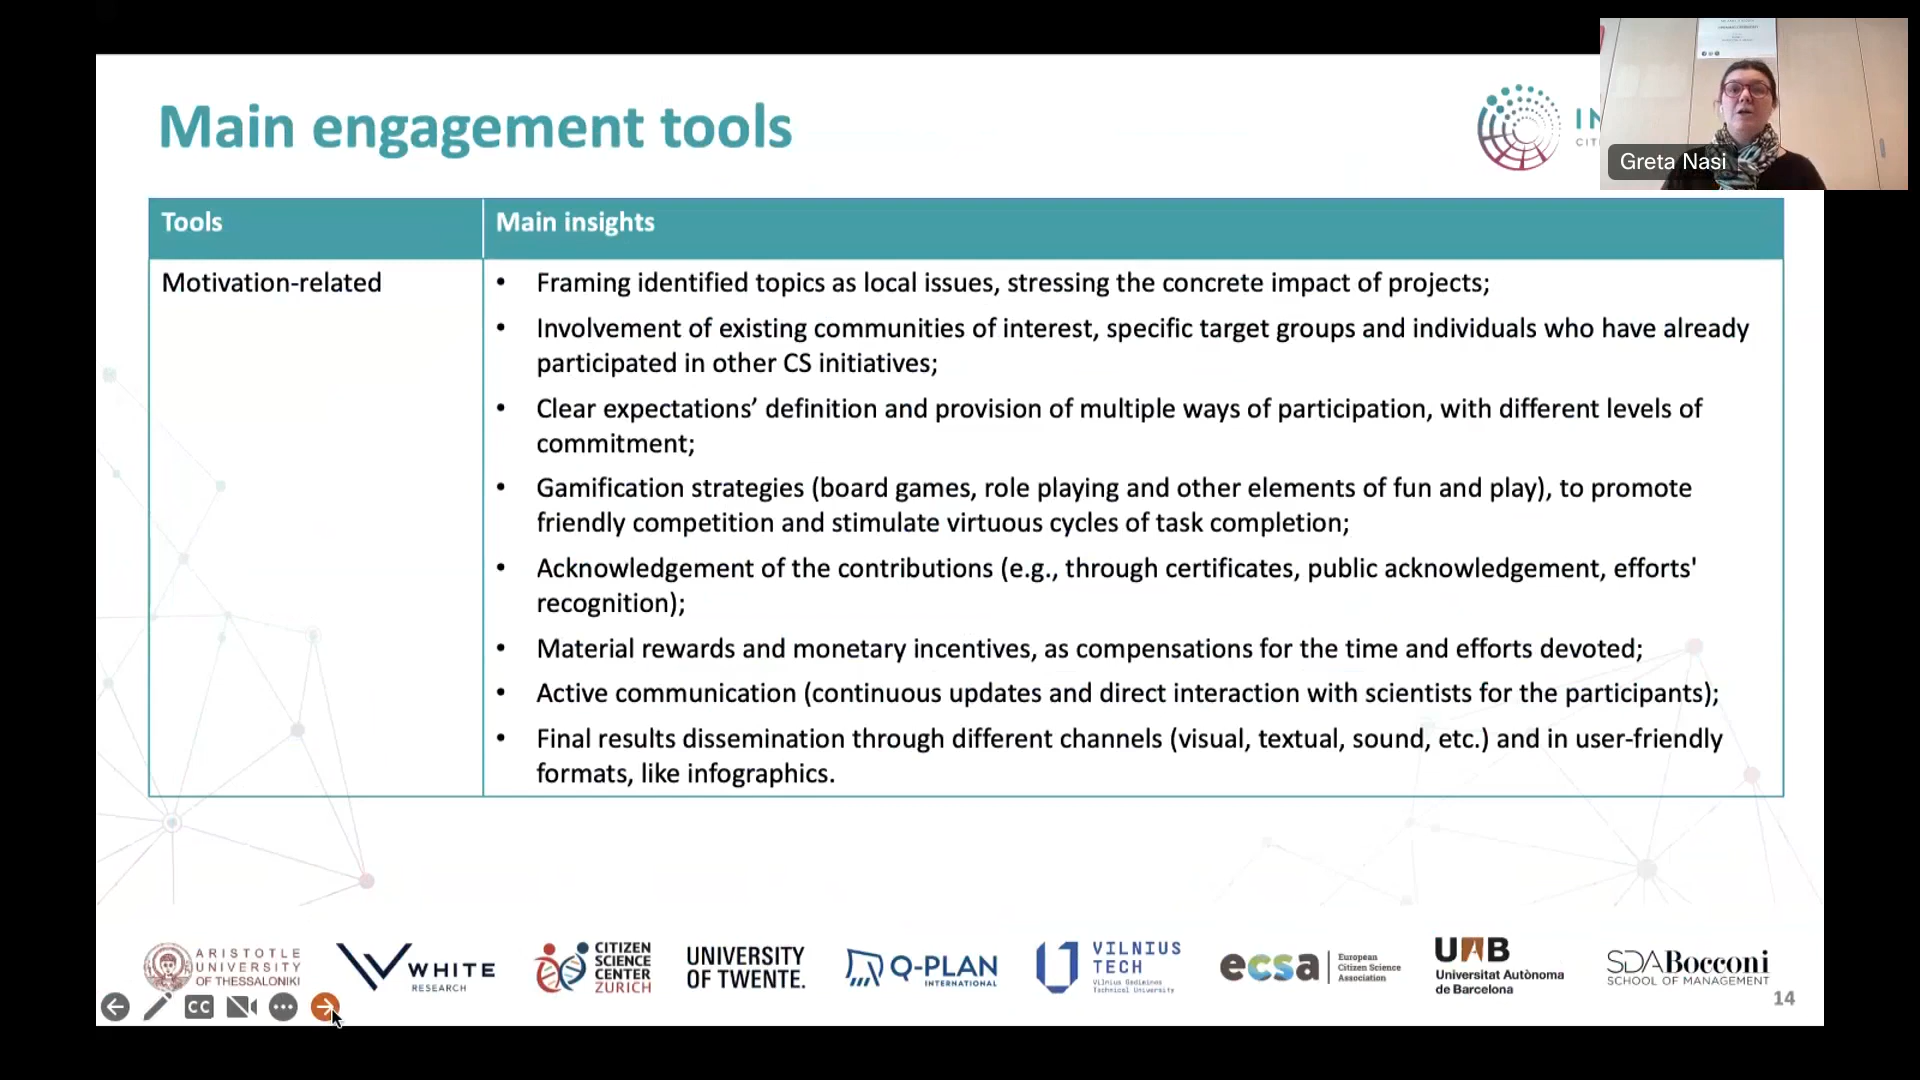 Main engagement tools
Greta Nasi
Tools
Main insights
Motivation-related
• Framing identified topics as local issues, stressing the concrete impact of projects;
• Involvement of existing communities of interest, specific target groups and individuals who have already
participated in other CS initiatives;
• Clear expectations’ definition and provision of multiple ways of participation, with different levels of
commitment;
• Gamification strategies (board games, role playing and other elements of fun and play), to promote
friendly competition and stimulate virtuous cycles of task completion;
• Acknowledgement of the contributions (e.g., through certificates, public acknowledgement, efforts'
recognition);
• Material rewards and monetary incentives, as compensations for the time and efforts devoted;
• Active communication (continuous updates and direct interaction with scientists for the participants);
• Final results dissemination through different channels (visual, textual, sound, etc.) and in user-friendly
formats, like infographics.
ARISTOTLE
UNIVERSITY
OF THESSALONIKI
WHITE
RESEARCH
CITIZEN
SCIENCE
CENTER
ZURICH
UNIVERSITY
OF TWENTE.
Q-PLAN
INTERNATIONAL
VILNIUS
TECH
Vilnius Gediminas
Technical University
ecsa
European
Citizen Science
Association
UAB
Universitat Autònoma
de Barcelona
SDA Bocconi
SCHOOL OF MANAGEMENT
CC
14